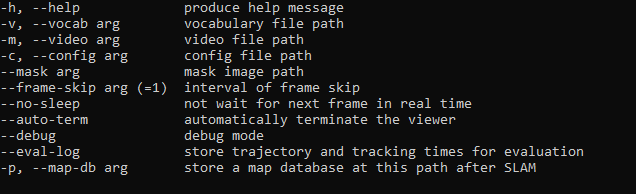 -h, --help             produce help message
-v, --vocab arg        vocabulary file path
-m, --video arg        video file path
-c, --config arg       config file path
--mask arg             mask image path
--frame-skip arg (=1)  interval of frame skip
--no-sleep             not wait for next frame in real time
--auto-term            automatically terminate the viewer
--debug                debug mode
--eval-log             store trajectory and tracking times for evaluation
-p, --map-db arg       store a map database at this path after SLAM